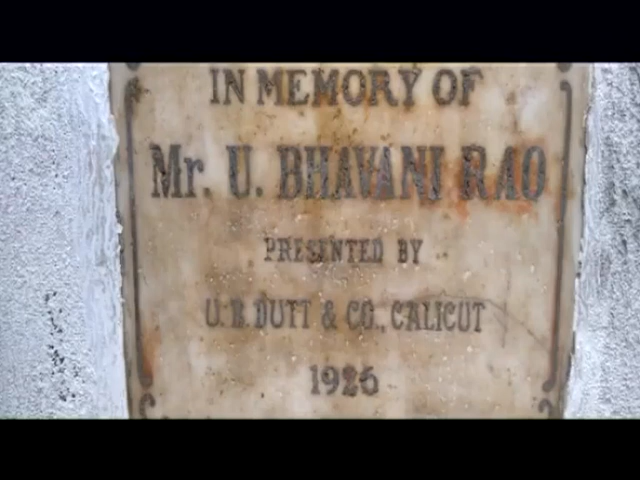 IN MEMORY OF
Mr. U. BHAVANI RAO
PRESENTED BY
U. B. DUTT & CO., CALICUT
1926